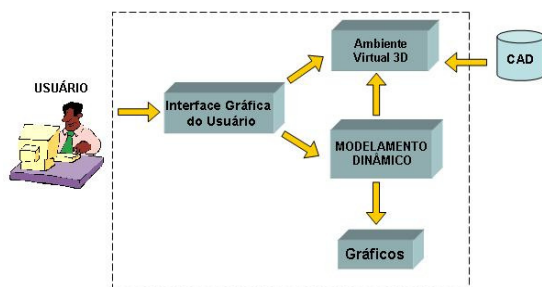 Ambiente
Virtual 3D
CAD
USUÁRIO
Interface Gráfica
do Usuário
MODELAMENTO
DINÂMICO
Gráficos